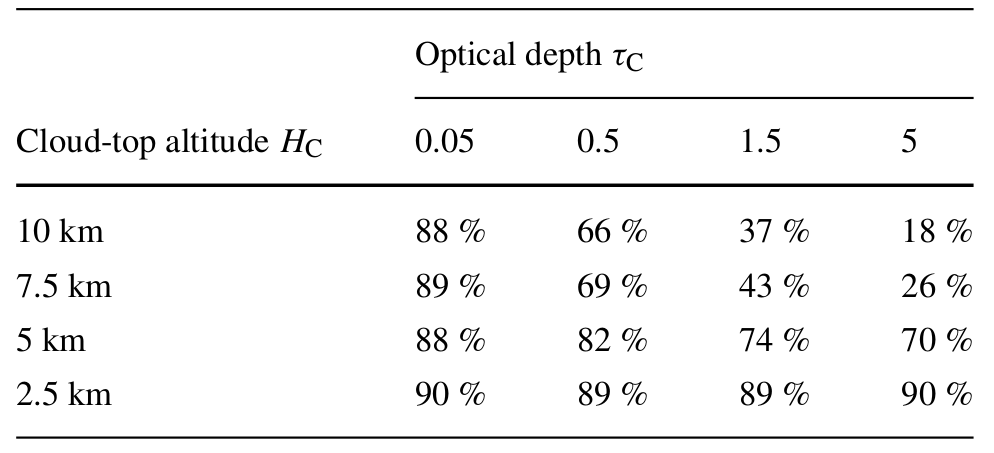 Optical depth τC
Cloud-top altitude HC 0.05 0.5 1.5 5
10 km 88 % 66 % 37 % 18 %
7.5 km 89 % 69 % 43 % 26 %
5 km 88 % 82 % 74 % 70 %
2.5 km 90 % 89 % 89 % 90 %